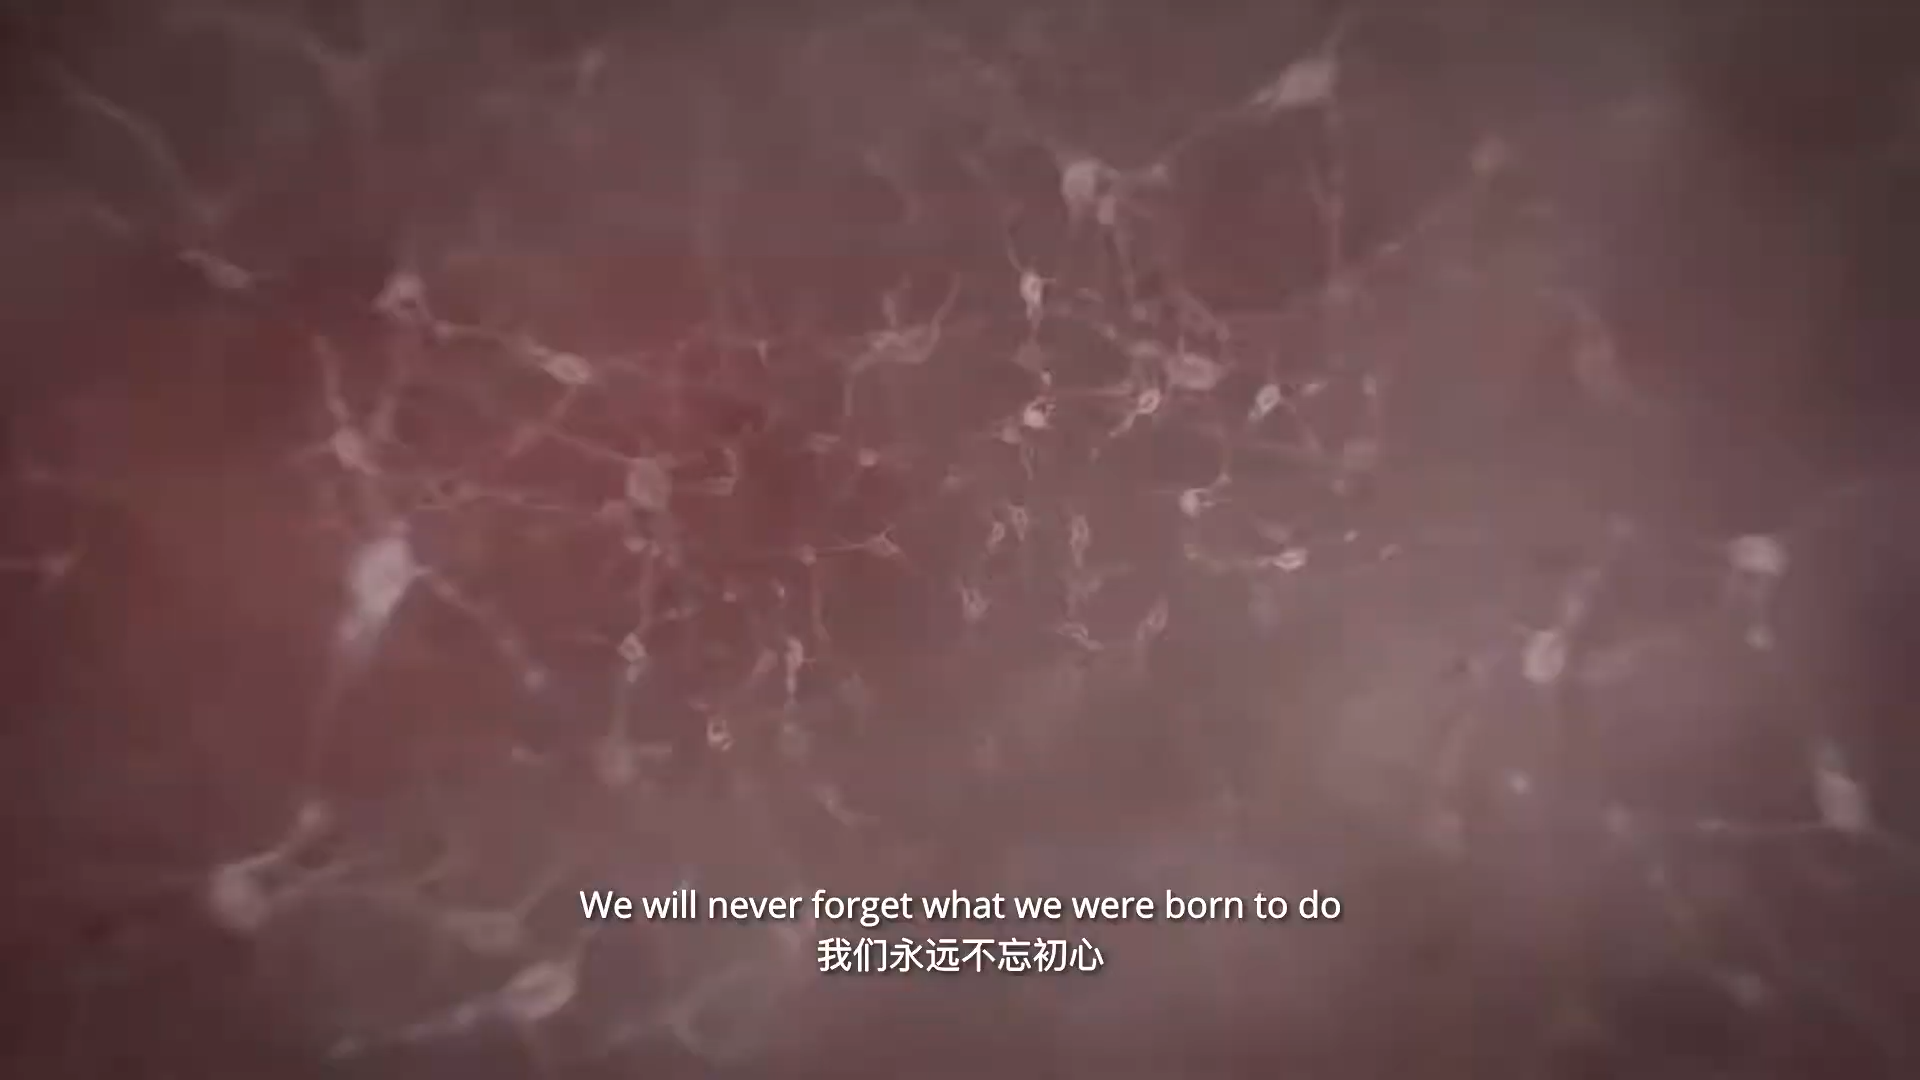 We will never forget what we were born to do
我们永远不忘初心